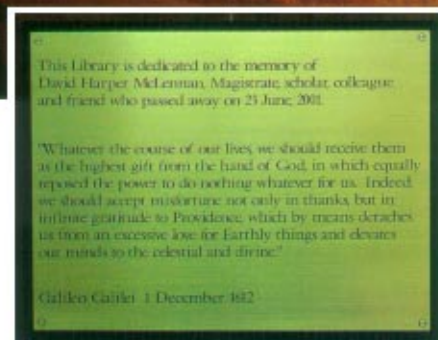 This Library is dedicated to the memory of
David Harper McLennan, Magistrate, scholar, colleague,
and friend who passed away on 23 June, 2001.
"Whatever the course of our lives, we should receive them
as the highest gift from the hand of God, in which equally
reposed the power to do nothing whatever for us. Indeed,
we should accept misfortune not only in thanks, but in
infinite gratitude to Providence, which by means detaches
us from an excessive love for Earthly things and elevates
our minds to the celestial and divine."
Galileo Galilei 1 December 1612